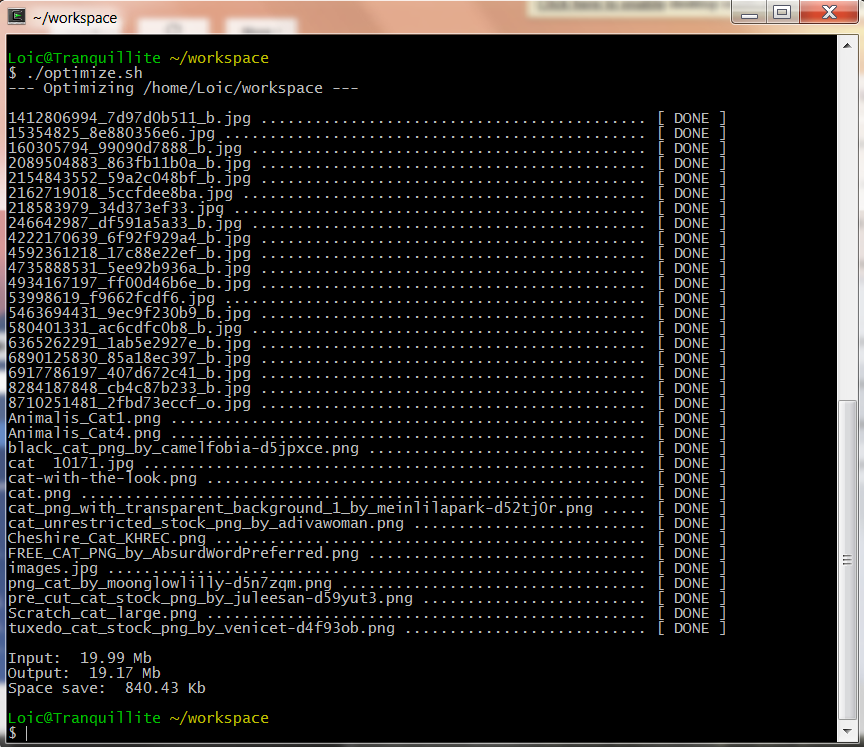 ~/workspace
Loic@Tranquillite ~/workspace
$ ./optimize.sh
--- Optimizing /home/Loic/workspace ---
1412806994_7d97d0b511_b.jpg ........................................... [ DONE ]
15354825_8e880356e6.jpg ............................................... [ DONE ]
160305794_99090d7888_b.jpg ............................................ [ DONE ]
2089504883_863fb11b0a_b.jpg ........................................... [ DONE ]
2154843552_59a2c048bf_b.jpg ........................................... [ DONE ]
2162719018_5ccfdee8ba.jpg ............................................. [ DONE ]
218583979_34d373ef33.jpg .............................................. [ DONE ]
246642987_df591a5a33_b.jpg ............................................ [ DONE ]
4222170639_6f92f929a4_b.jpg ........................................... [ DONE ]
4592361218_17c88e22ef_b.jpg ........................................... [ DONE ]
4735888531_5ee92b936a_b.jpg ........................................... [ DONE ]
4934167197_ff00d46b6e_b.jpg ........................................... [ DONE ]
53998619_f9662fcdf6.jpg ............................................... [ DONE ]
5463694431_9ec9f230b9_b.jpg ........................................... [ DONE ]
580401331_ac6cdfc0b8_b.jpg ............................................ [ DONE ]
6365262291_1ab5e2927e_b.jpg ........................................... [ DONE ]
6890125830_85a18ec397_b.jpg ........................................... [ DONE ]
6917786197_407d672c41_b.jpg ........................................... [ DONE ]
8284187848_cb4c87b233_b.jpg ........................................... [ DONE ]
8710251481_2fbd73eccf_o.jpg ........................................... [ DONE ]
Animalis_Cat1.png ..................................................... [ DONE ]
Animalis_Cat4.png ..................................................... [ DONE ]
black_cat_png_by_camelfobia-d5jpxce.png ............................... [ DONE ]
cat  10171.jpg ........................................................ [ DONE ]
cat-with-the-look.png ................................................. [ DONE ]
cat.png ............................................................... [ DONE ]
cat_png_with_transparent_background_1_by_meinlilapark-d52tj0r.png ..... [ DONE ]
cat_unrestricted_stock_png_by_adivawoman.png .......................... [ DONE ]
Cheshire_Cat_KHREC.png ................................................ [ DONE ]
FREE_CAT_PNG_by_AbsurdWordPreferred.png ............................... [ DONE ]
images.jpg ............................................................ [ DONE ]
png_cat_by_moonglowlilly-d5n7zqm.png .................................. [ DONE ]
pre_cut_cat_stock_png_by_juleesan-d59yut3.png ......................... [ DONE ]
Scratch_cat_large.png ................................................. [ DONE ]
tuxedo_cat_stock_png_by_venicet-d4f93ob.png ........................... [ DONE ]
Input:  19.99 Mb
Output:  19.17 Mb
Space save:  840.43 Kb
Loic@Tranquillite ~/workspace
$